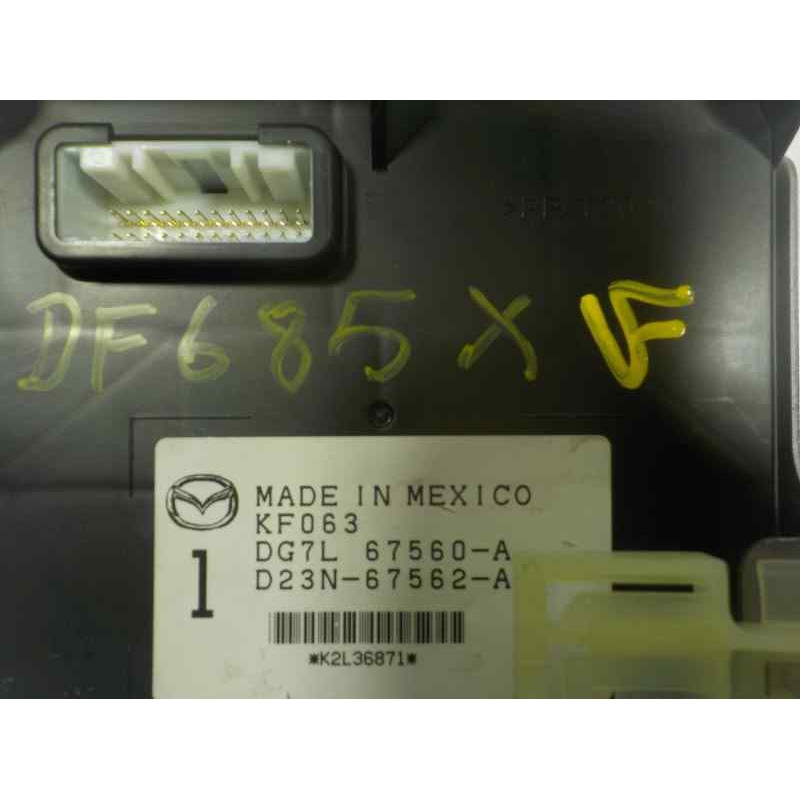 DF685X VF
MADE IN MEXICO
KF063
DG7L 67560-A
1
D23N-67562-A
*K2L36871*